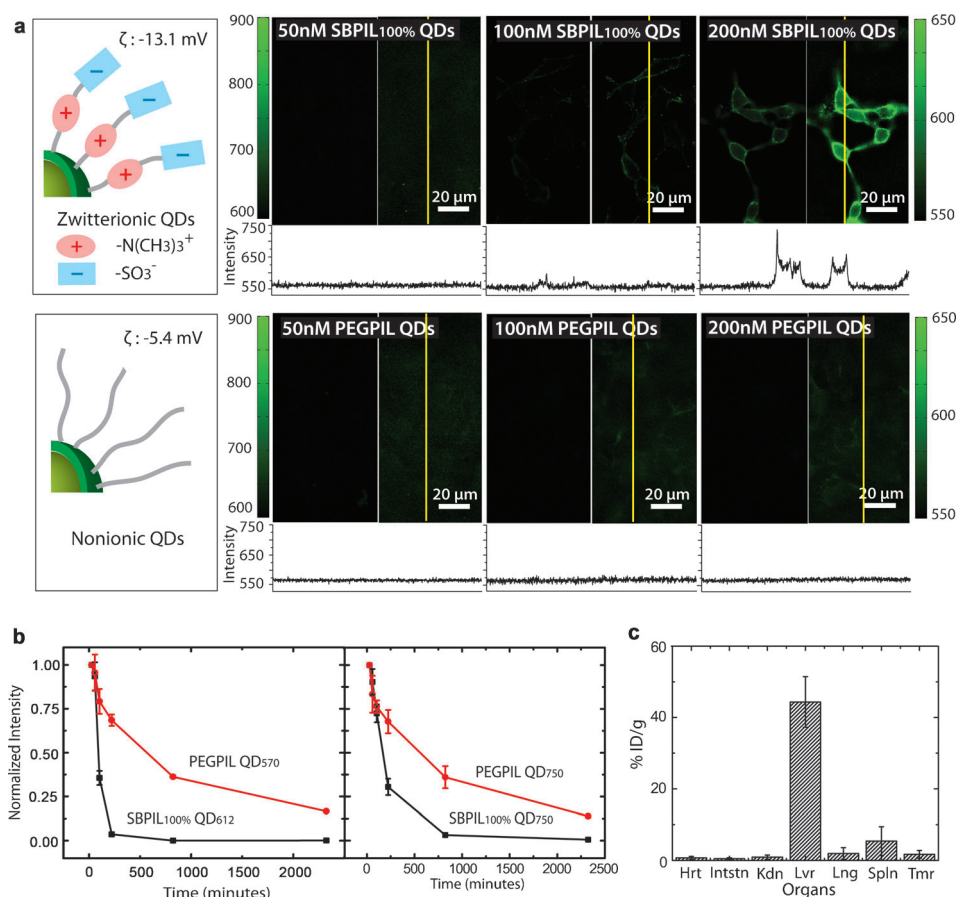 a
ζ : -13.1 mV
Zwitterionic QDs
+ -N(CH3)3+
− -SO3-
900
800
700
600
50nM SBPIL100% QDs
20 µm
100nM SBPIL100% QDs
20 µm
200nM SBPIL100% QDs
20 µm
650
600
550
Intensity
750
650
550
ζ : -5.4 mV
Nonionic QDs
900
800
700
600
50nM PEGPIL QDs
20 µm
100nM PEGPIL QDs
20 µm
200nM PEGPIL QDs
20 µm
650
600
550
Intensity
750
650
550
b
Normalized Intensity
1.00
0.75
0.50
0.25
0.00
PEGPIL QD570
SBPIL100% QD612
0 500 1000 1500 2000
Time (minutes)
PEGPIL QD750
SBPIL100% QD750
0 500 1000 1500 2000 2500
Time (minutes)
c
% ID/g
60
40
20
0
Hrt Intstn Kdn Lvr Lng Spln Tmr
Organs